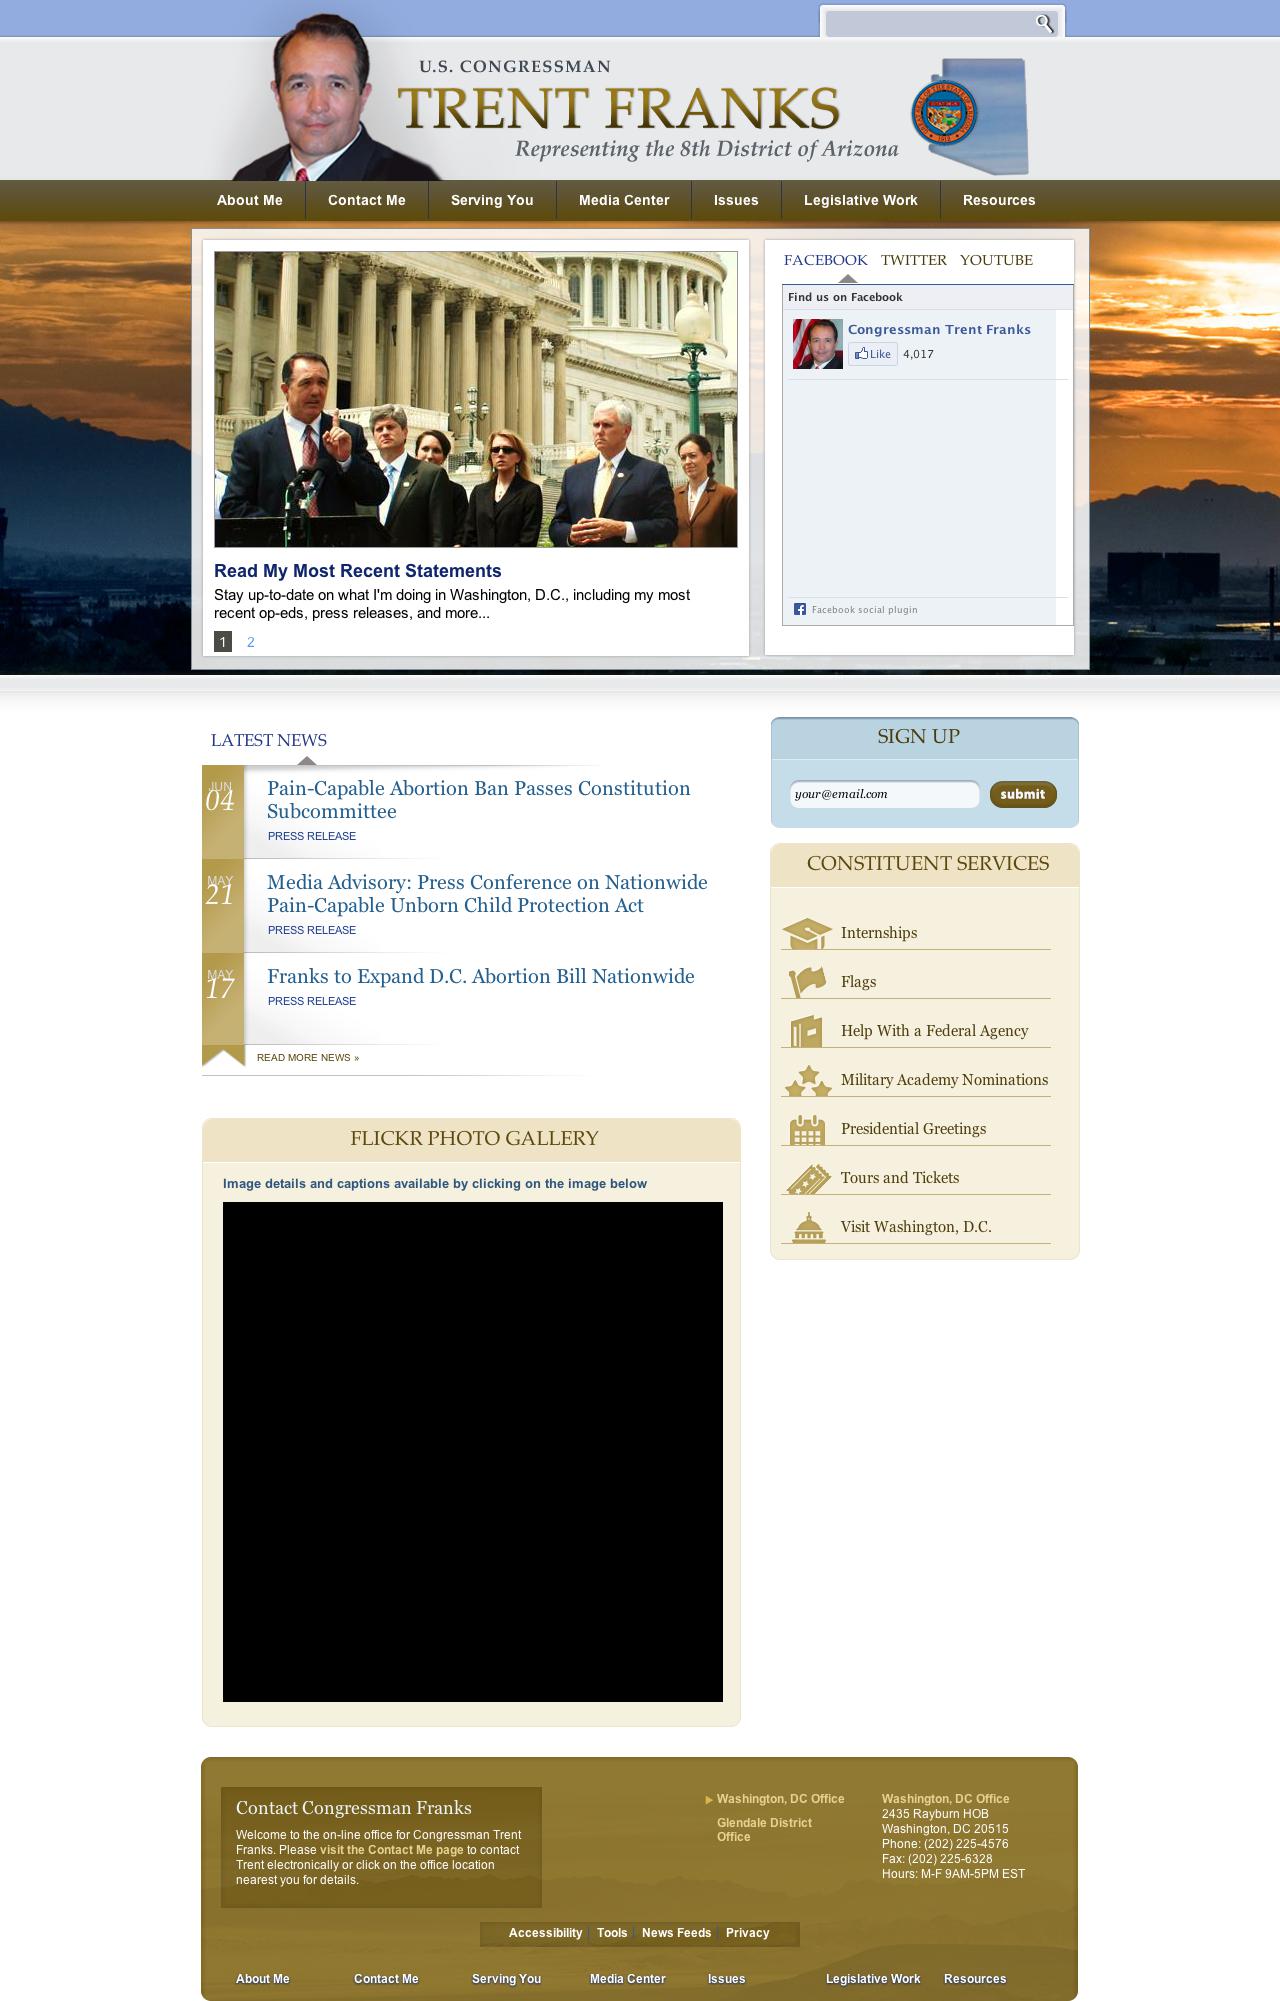 U.S. CONGRESSMAN
TRENT FRANKS
Representing the 8th District of Arizona
About Me
Contact Me
Serving You
Media Center
Issues
Legislative Work
Resources
FACEBOOK
TWITTER
YOUTUBE
Find us on Facebook
Congressman Trent Franks
Like
4,017
Facebook social plugin
Read My Most Recent Statements
Stay up-to-date on what I'm doing in Washington, D.C., including my most
recent op-eds, press releases, and more...
1
2
LATEST NEWS
JUN
04
Pain-Capable Abortion Ban Passes Constitution
Subcommittee
PRESS RELEASE
MAY
21
Media Advisory: Press Conference on Nationwide
Pain-Capable Unborn Child Protection Act
PRESS RELEASE
MAY
17
Franks to Expand D.C. Abortion Bill Nationwide
PRESS RELEASE
READ MORE NEWS »
SIGN UP
your@email.com
submit
CONSTITUENT SERVICES
Internships
Flags
Help With a Federal Agency
Military Academy Nominations
Presidential Greetings
Tours and Tickets
Visit Washington, D.C.
FLICKR PHOTO GALLERY
Image details and captions available by clicking on the image below
Contact Congressman Franks
Welcome to the on-line office for Congressman Trent
Franks. Please visit the Contact Me page to contact
Trent electronically or click on the office location
nearest you for details.
Washington, DC Office
Glendale District
Office
Washington, DC Office
2435 Rayburn HOB
Washington, DC 20515
Phone: (202) 225-4576
Fax: (202) 225-6328
Hours: M-F 9AM-5PM EST
Accessibility
Tools
News Feeds
Privacy
About Me
Contact Me
Serving You
Media Center
Issues
Legislative Work
Resources